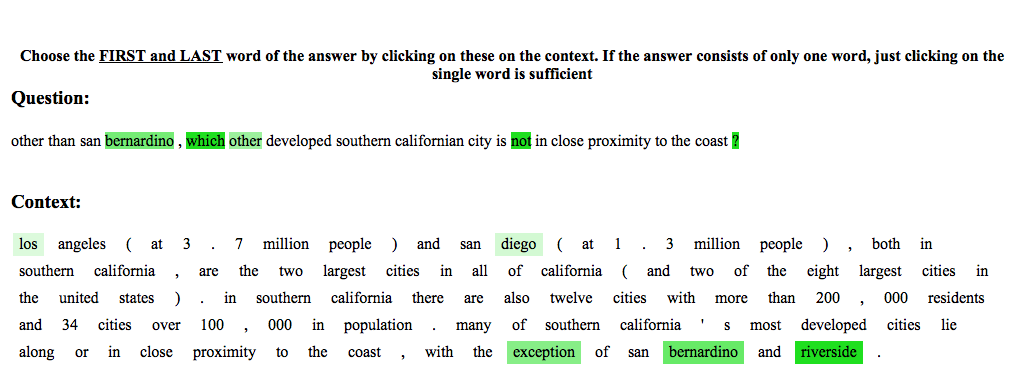 Choose the FIRST and LAST word of the answer by clicking on these on the context. If the answer consists of only one word, just clicking on the
single word is sufficient
Question:
other than san bernardino , which other developed southern californian city is not in close proximity to the coast ?
Context:
los angeles ( at 3 . 7 million people ) and san diego ( at 1 . 3 million people ) , both in
southern california , are the two largest cities in all of california ( and two of the eight largest cities in
the united states ) . in southern california there are also twelve cities with more than 200 , 000 residents
and 34 cities over 100 , 000 in population . many of southern california ' s most developed cities lie
along or in close proximity to the coast , with the exception of san bernardino and riverside .